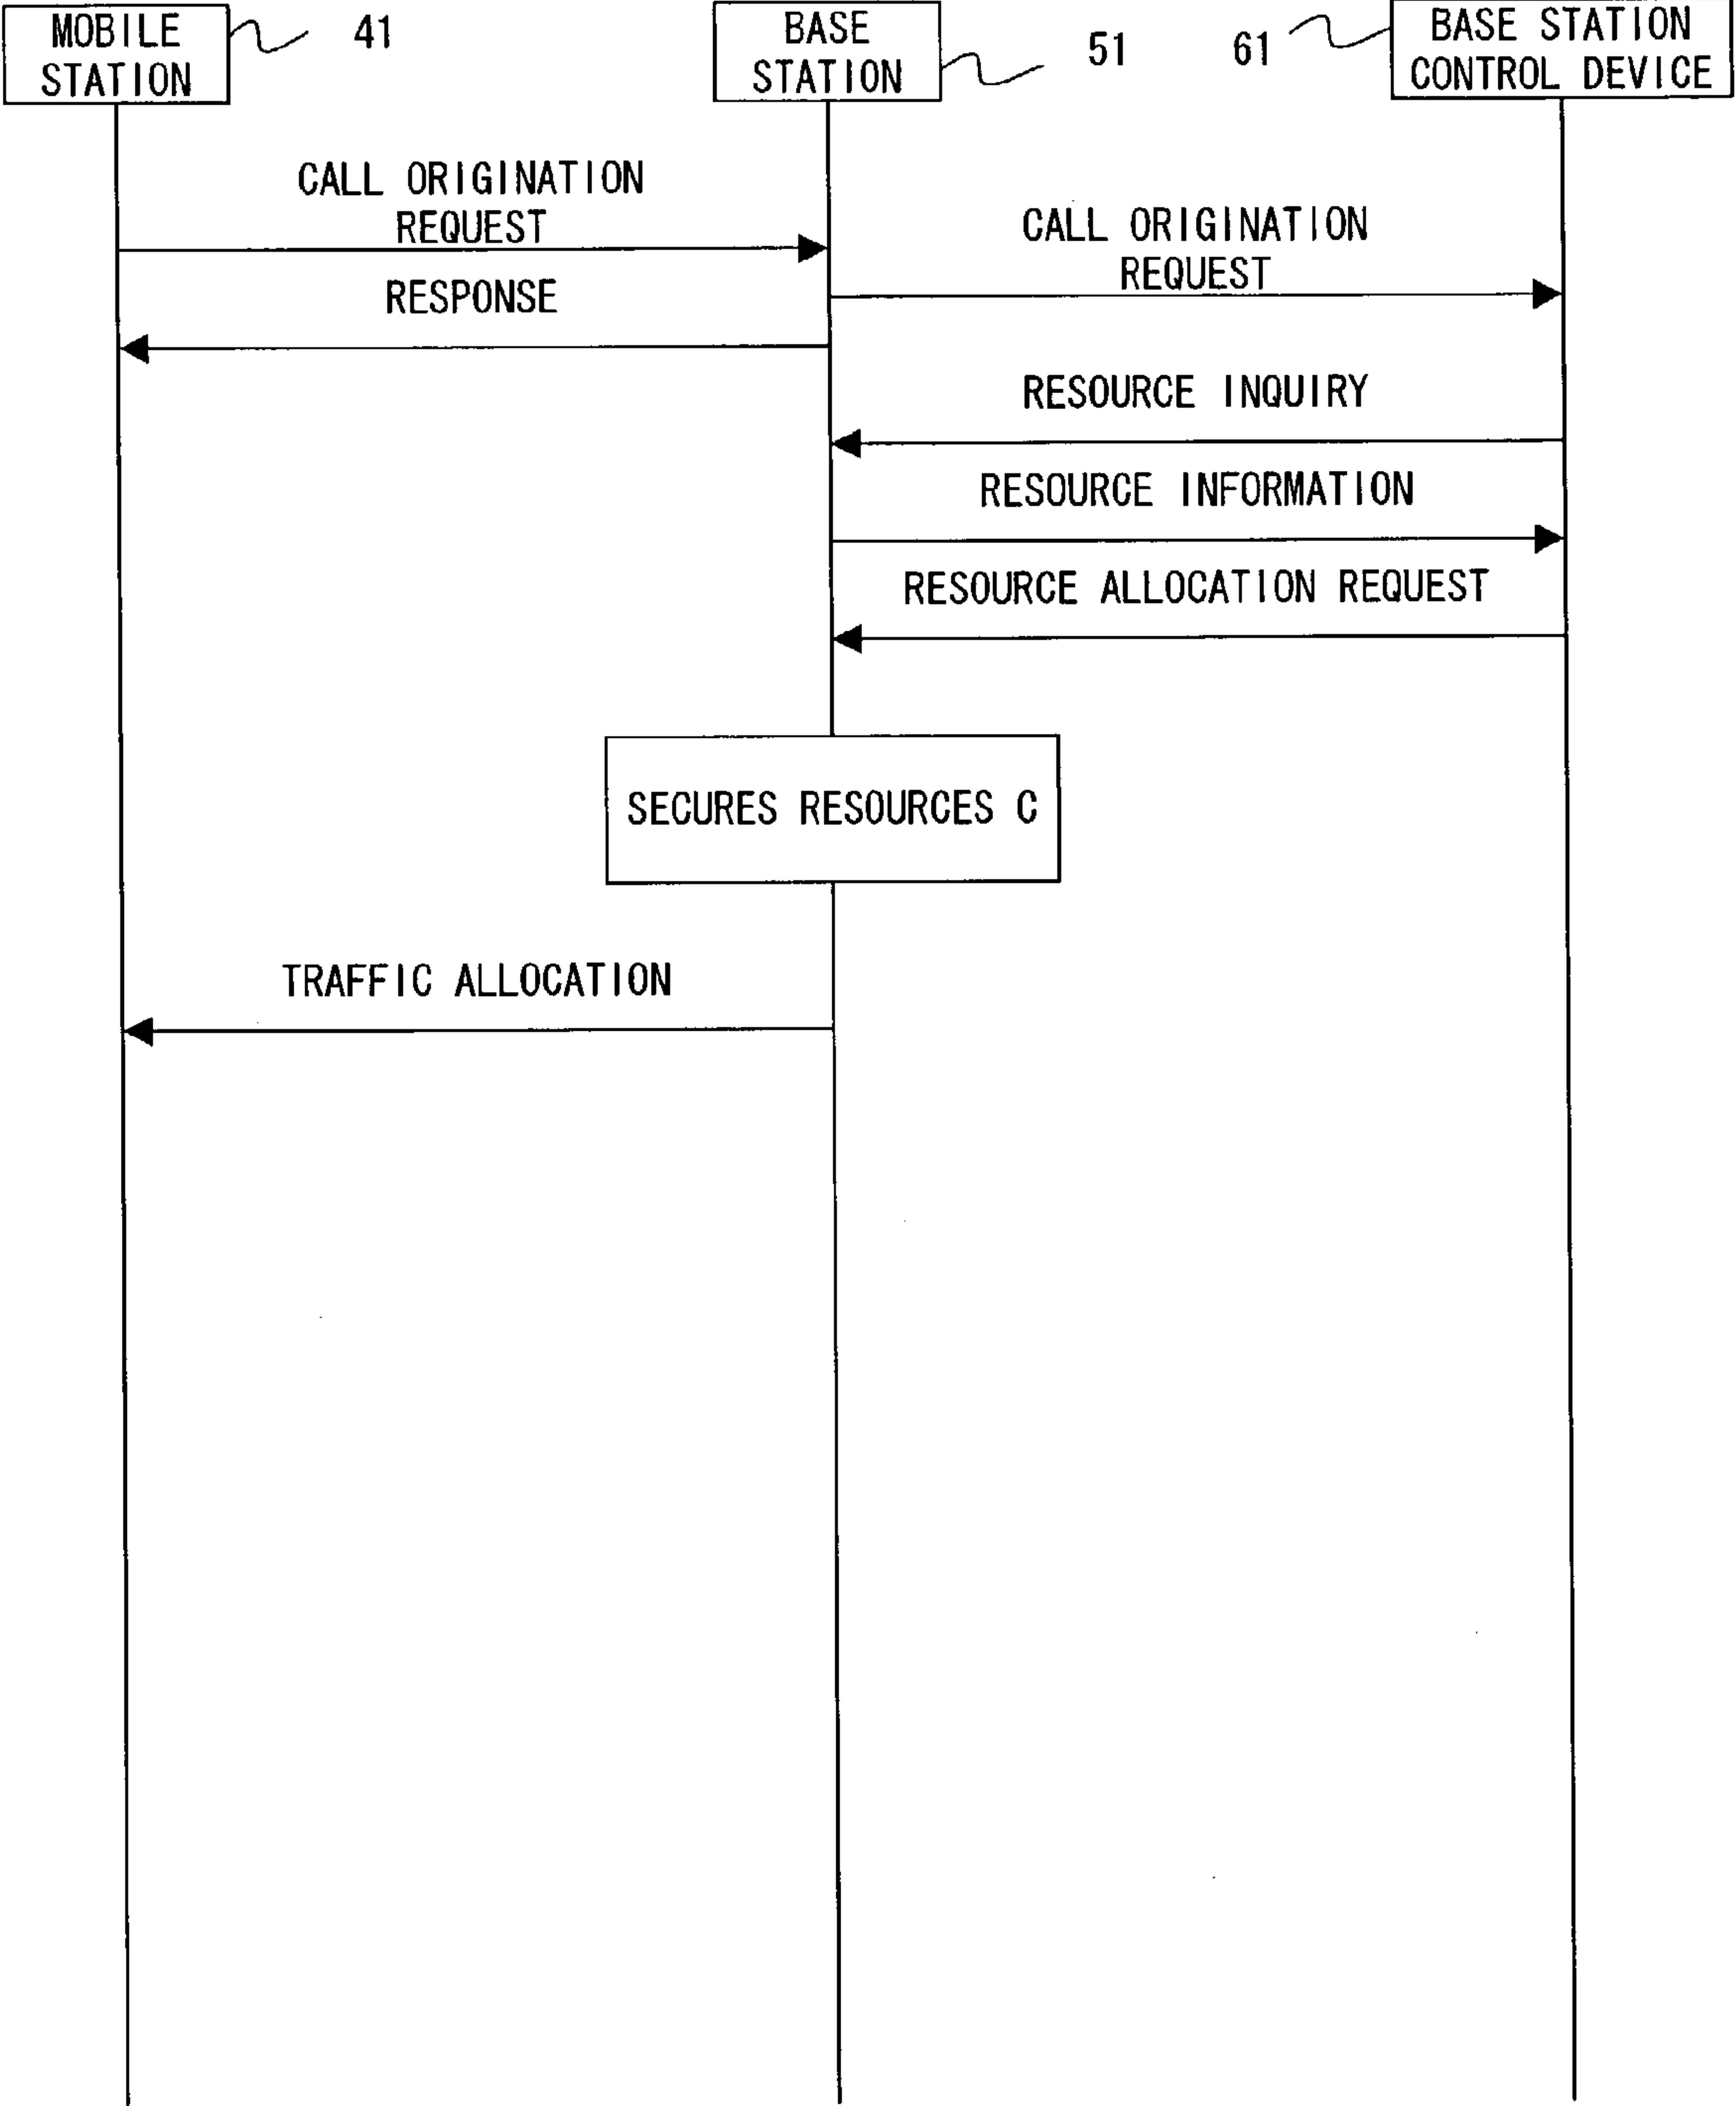 MOBILE
STATION
41
BASE
STATION
51
61
BASE STATION
CONTROL DEVICE
CALL ORIGINATION
REQUEST
CALL ORIGINATION
REQUEST
RESPONSE
RESOURCE INQUIRY
RESOURCE INFORMATION
RESOURCE ALLOCATION REQUEST
SECURES RESOURCES C
TRAFFIC ALLOCATION